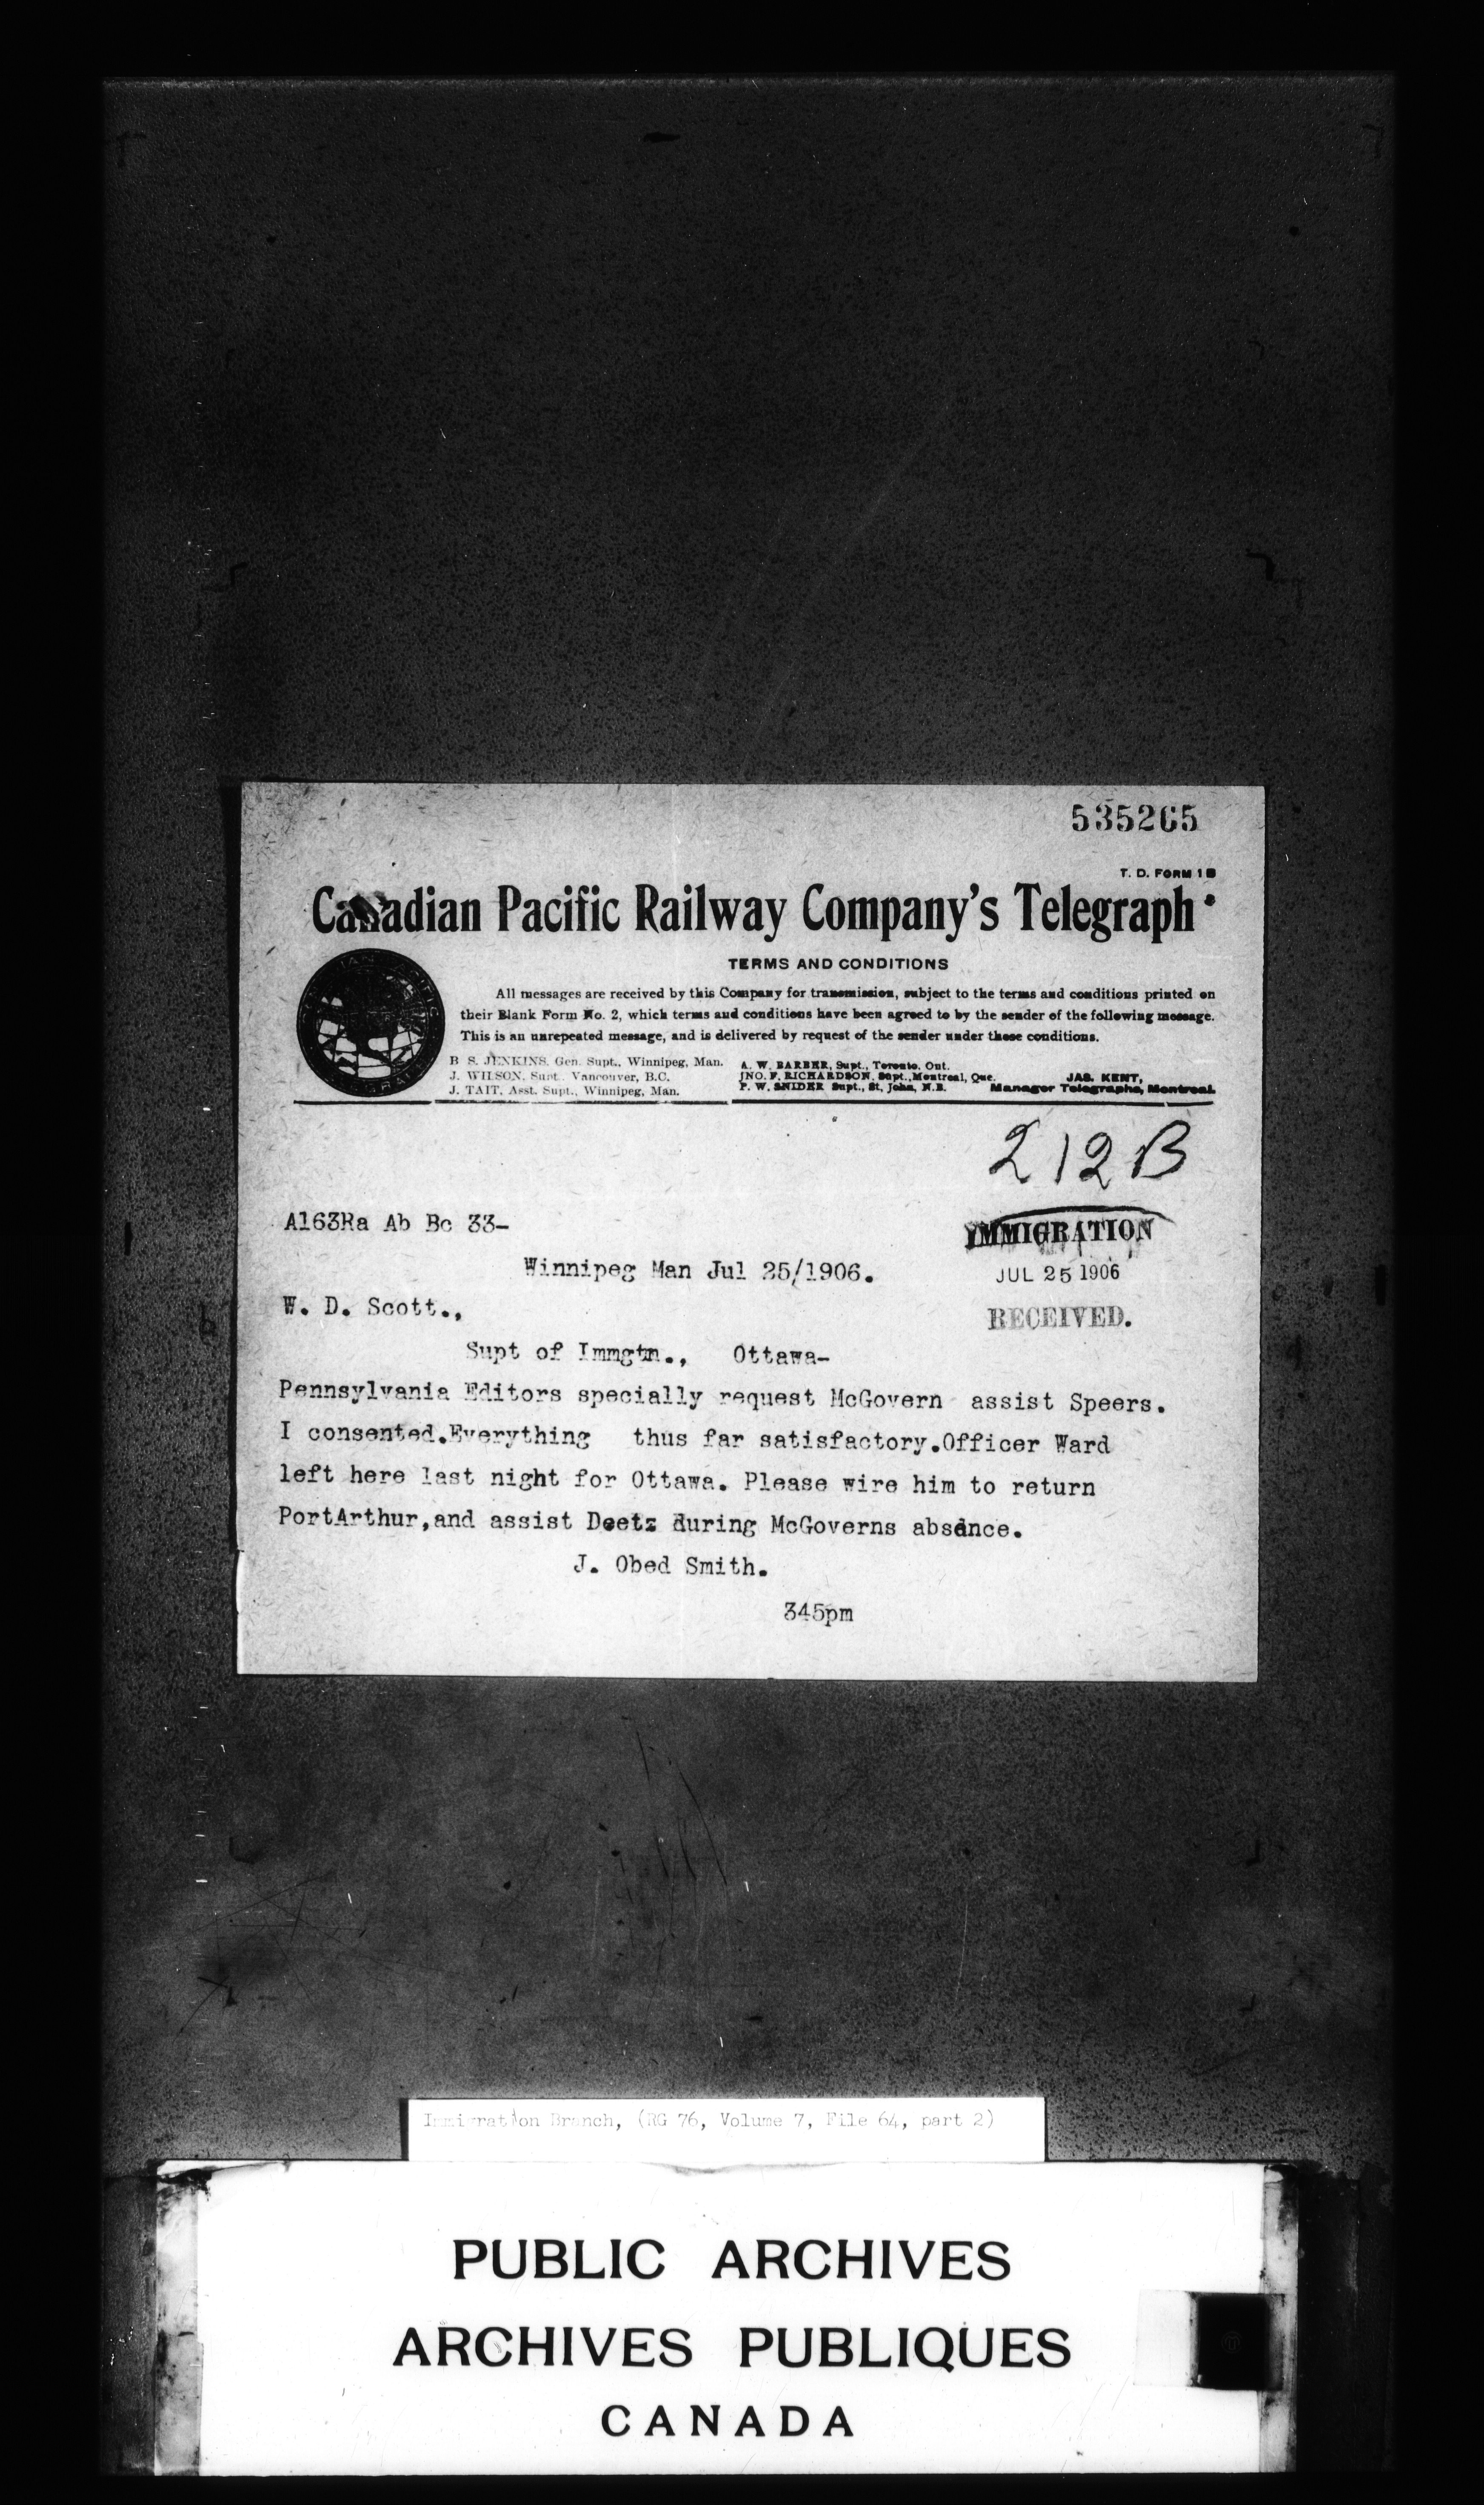 535265
T. D. FORM 1 B
Canadian Pacific Railway Company's Telegraph
TERMS AND CONDITIONS
All messages are received by this Company for transmission, subject to the terms and conditions printed on
their Blank Form No. 2, which terms and conditions have been agreed to by the sender of the following message.
This is an unrepeated message, and is delivered by request of the sender under these conditions.
B. S. JENKINS, Gen. Supt., Winnipeg, Man.
J. WILSON, Supt. Vancouver, B.C.
J. TAIT, Asst. Supt., Winnipeg, Man.
A. W. BARBER, Supt., Toronto, Ont.
JNO. F. RICHARDSON, Supt., Montreal, Que.
P. W. SNIDER Supt., St. John, N.B.
JAS. KENT,
Manager Telegraphs, Montreal.
212B
A163Ra Ab Bc 33-
IMMIGRATION
Winnipeg Man Jul 25/1906.
JUL 25 1906
W. D. Scott.,
RECEIVED.
Supt of Immgtn., Ottawa-
Pennsylvania Editors specially request McGovern assist Speers.
I consented.Everything thus far satisfactory.Officer Ward
left here last night for Ottawa. Please wire him to return
PortArthur,and assist Deetz during McGoverns absence.
J. Obed Smith.
345pm
Immigration Branch, (RG 76, Volume 7, File 64, part 2)
PUBLIC ARCHIVES
ARCHIVES PUBLIQUES
CANADA